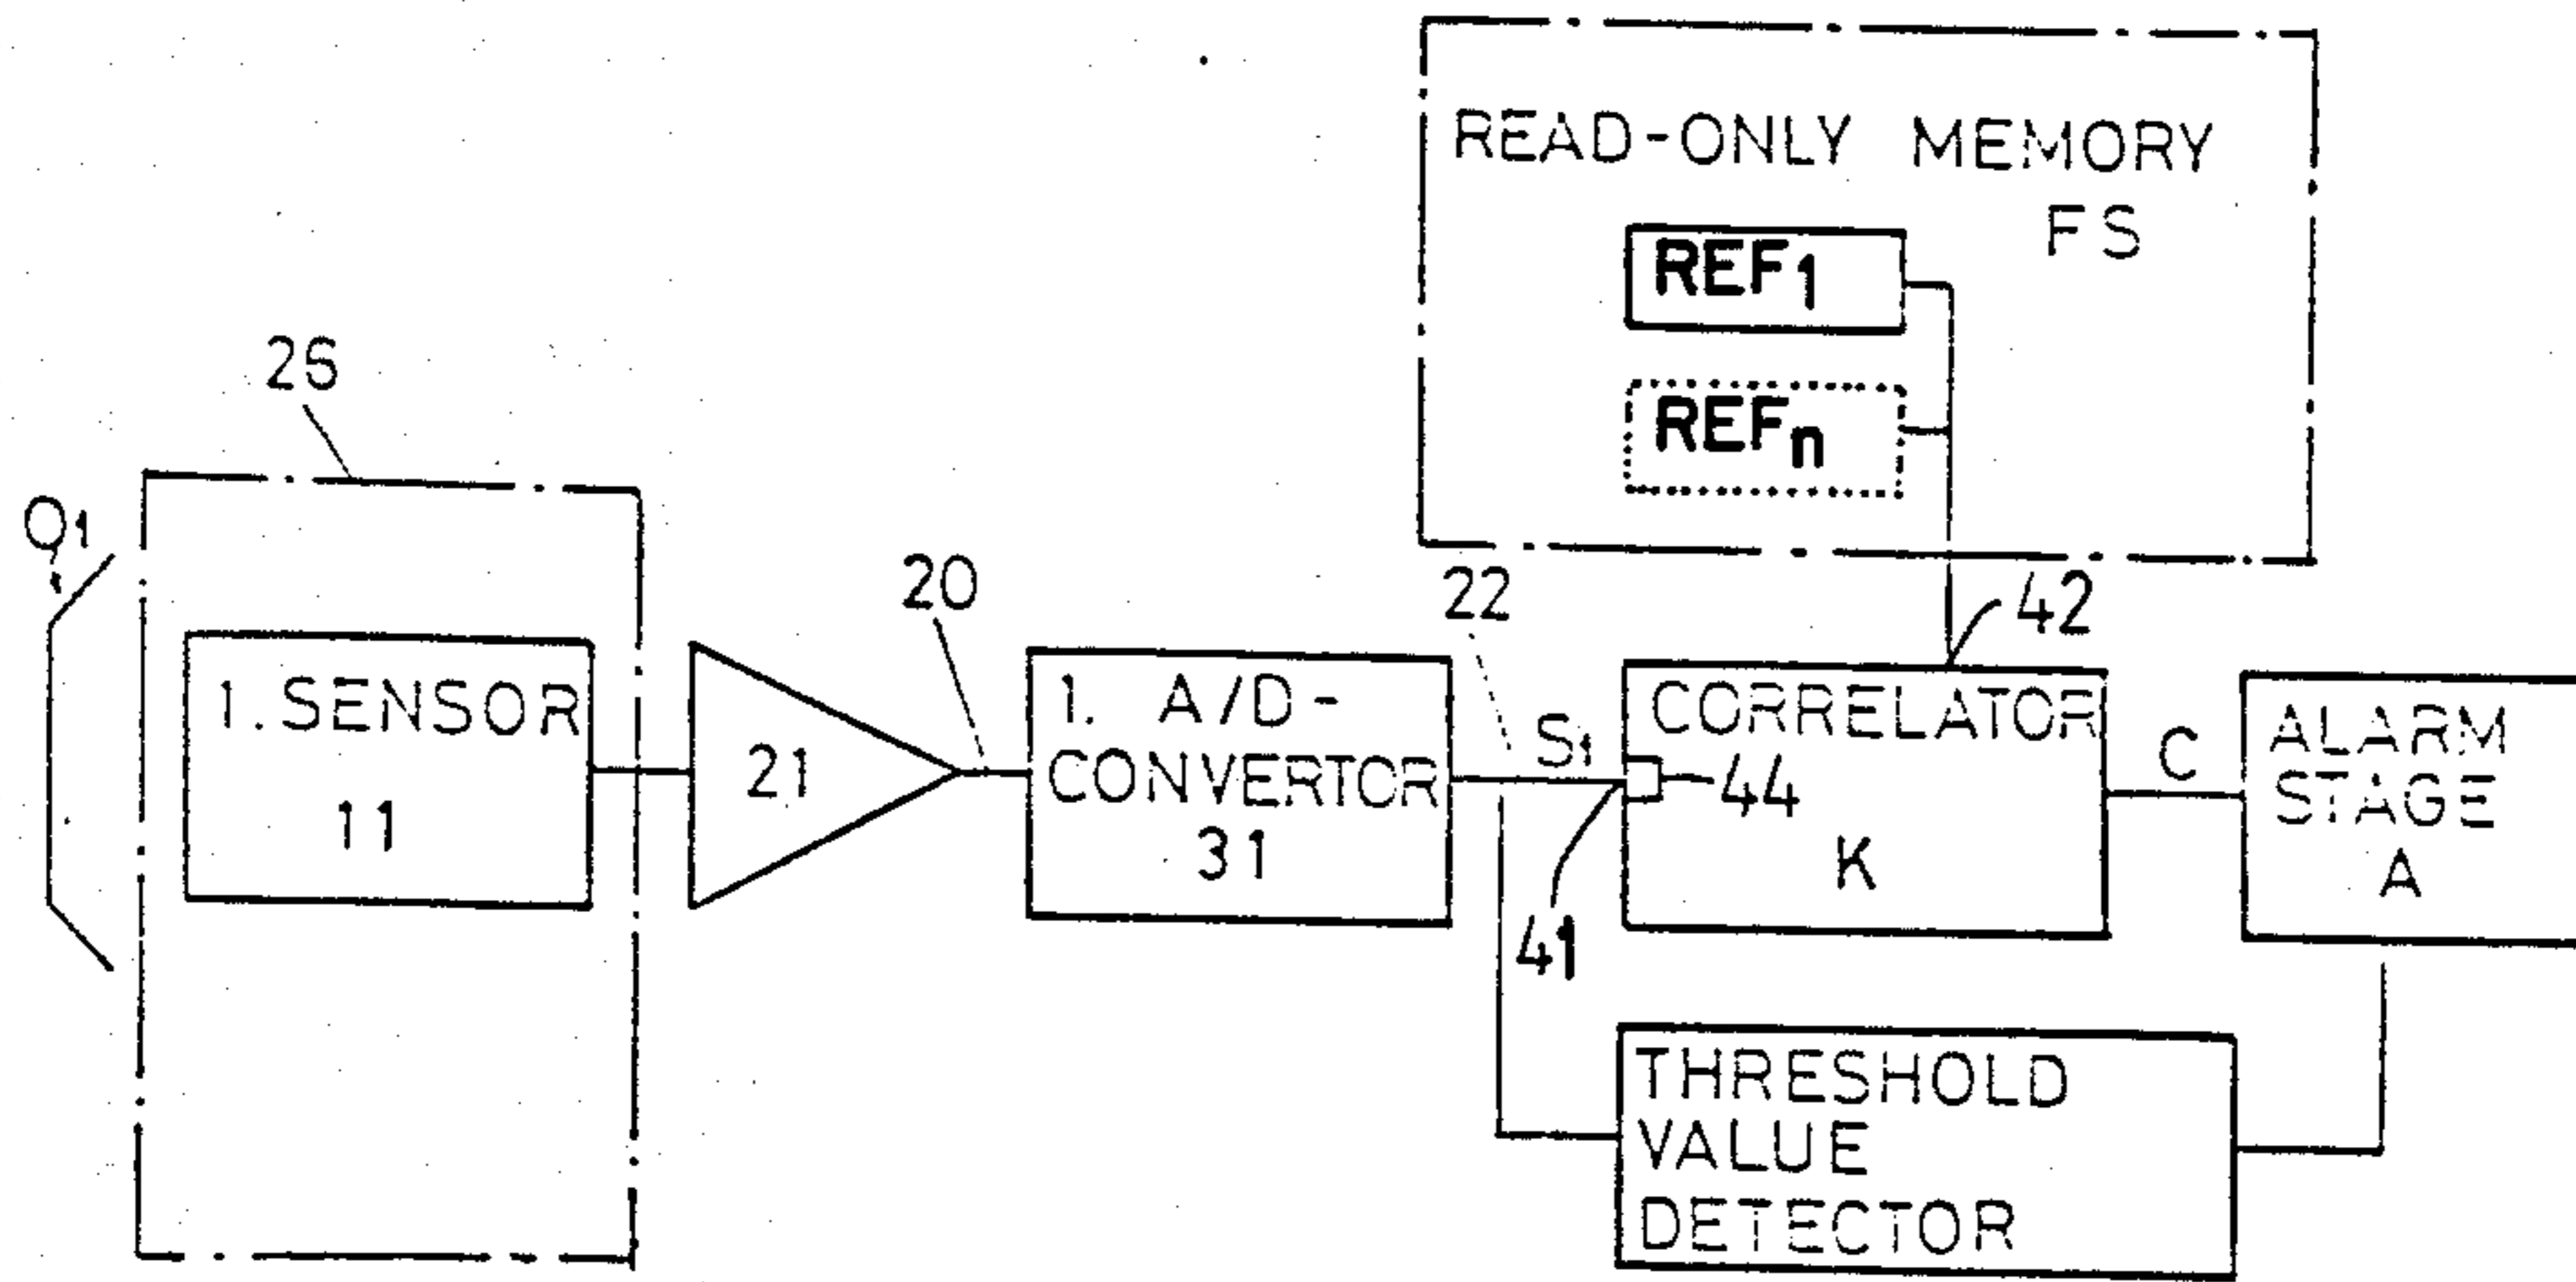 READ-ONLY MEMORY
FS
REF1
REFn
25
Q1
1. SENSOR
11
21
20
1. A/D-
CONVERTOR
31
22
S1
41
42
CORRELATOR
44
K
C
ALARM
STAGE
A
THRESHOLD
VALUE
DETECTOR